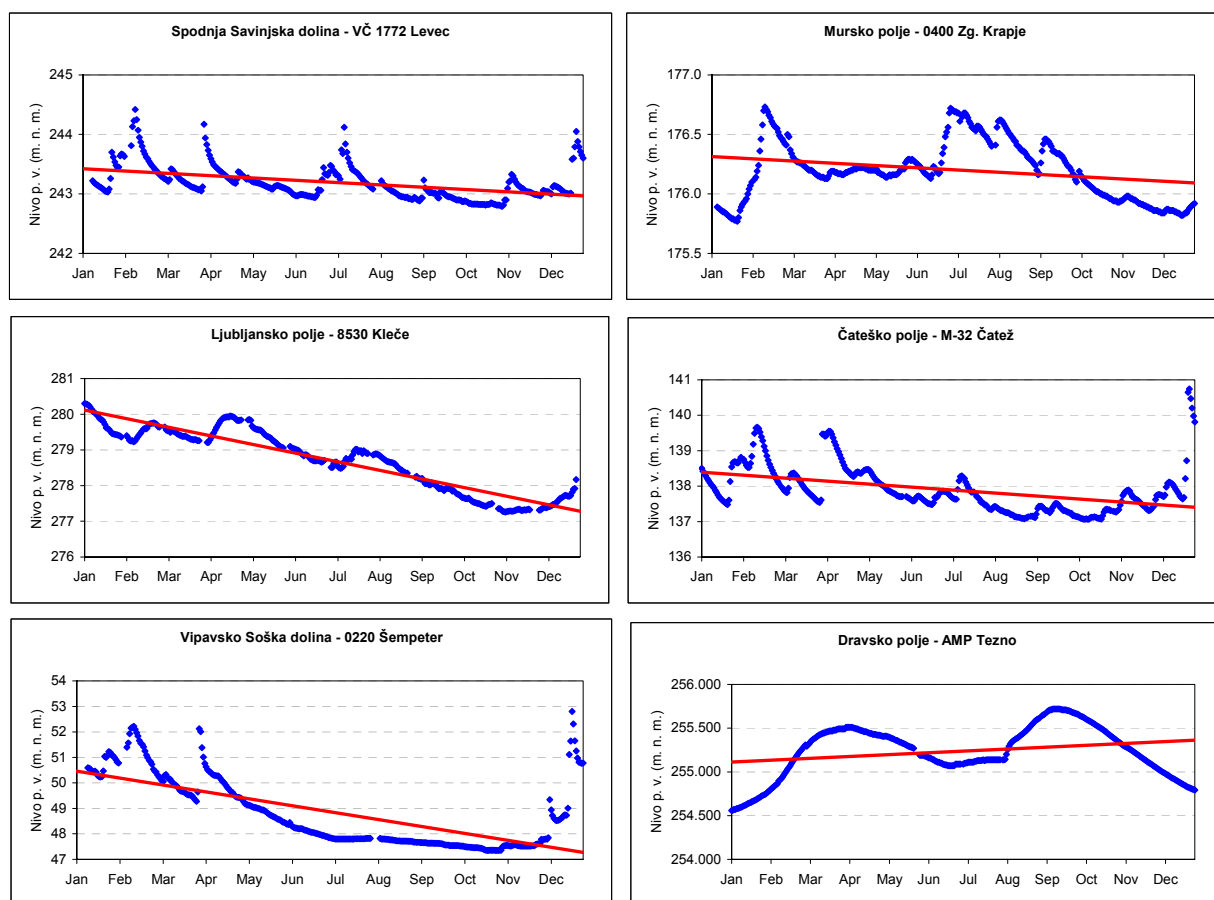 Spodnja Savinjska dolina - VČ 1772 Levec
Nivo p. v. (m. n. m.)
245
244
243
242
Jan Feb Mar Apr May Jun Jul Aug Sep Oct Nov Dec
Mursko polje - 0400 Zg. Krapje
Nivo p. v. (m. n. m.)
177.0
176.5
176.0
175.5
Jan Feb Mar Apr May Jun Jul Aug Sep Oct Nov Dec
Ljubljansko polje - 8530 Kleče
Nivo p. v. (m. n. m.)
281
280
279
278
277
276
Jan Feb Mar Apr May Jun Jul Aug Sep Oct Nov Dec
Čateško polje - M-32 Čatež
Nivo p. v. (m. n. m.)
141
140
139
138
137
136
Jan Feb Mar Apr May Jun Jul Aug Sep Oct Nov Dec
Vipavsko Soška dolina - 0220 Šempeter
Nivo p. v. (m. n. m.)
54
53
52
51
50
49
48
47
Jan Feb Mar Apr May Jun Jul Aug Sep Oct Nov Dec
Dravsko polje - AMP Tezno
Nivo p. v. (m. n. m.)
256.000
255.500
255.000
254.500
254.000
Jan Feb Mar Apr May Jun Jul Aug Sep Oct Nov Dec